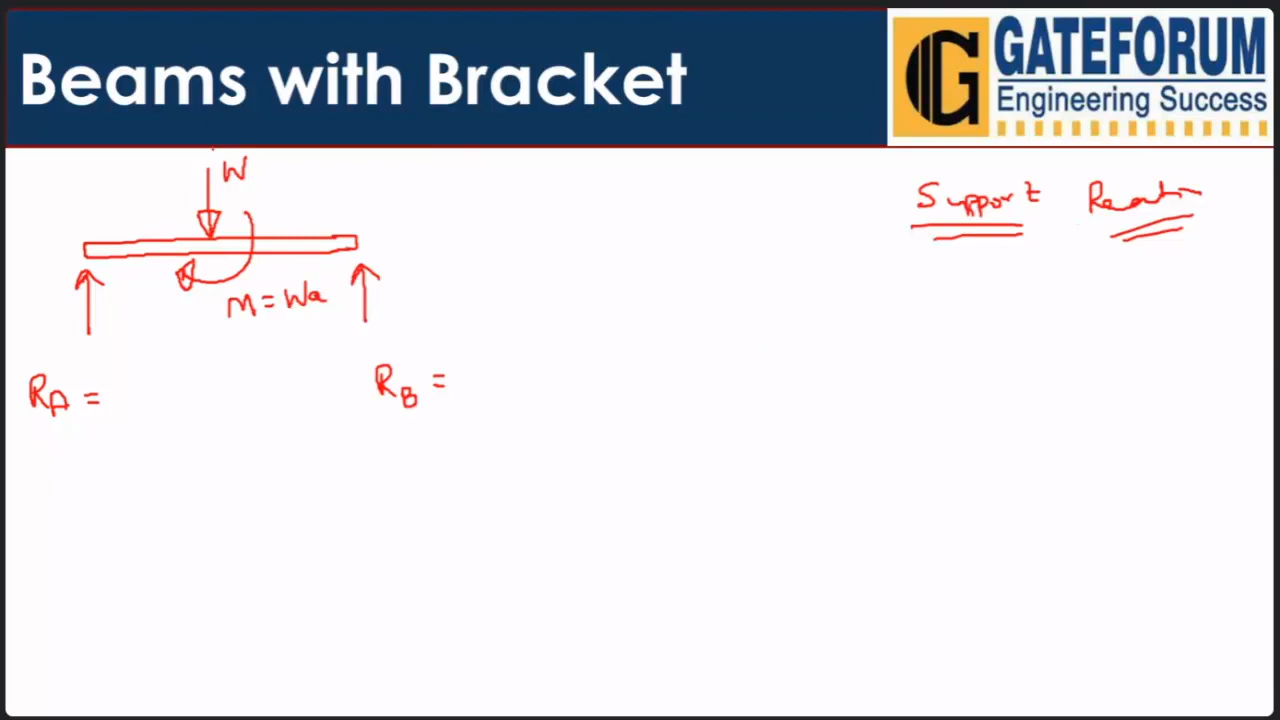 Beams with Bracket
GATEFORUM
Engineering Success
W
Support Reaction
M = Wa
RA =
RB =